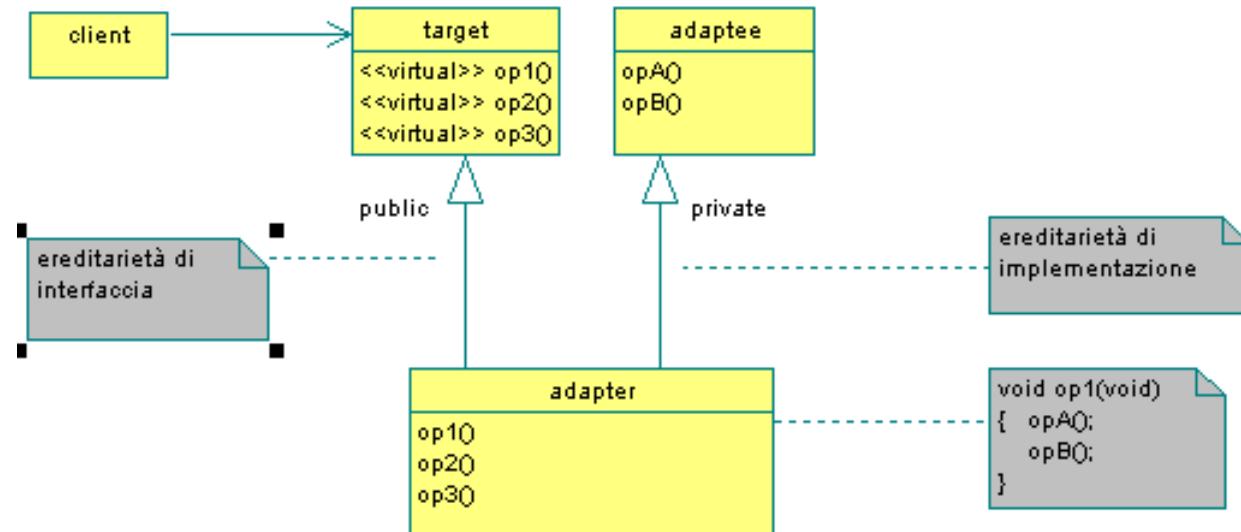 client
target
<<virtual>> op1()
<<virtual>> op2()
<<virtual>> op3()
adaptee
opA()
opB()
public
private
ereditarietà di
interfaccia
ereditarietà di
implementazione
adapter
op1()
op2()
op3()
void op1(void)
{ opA();
opB();
}